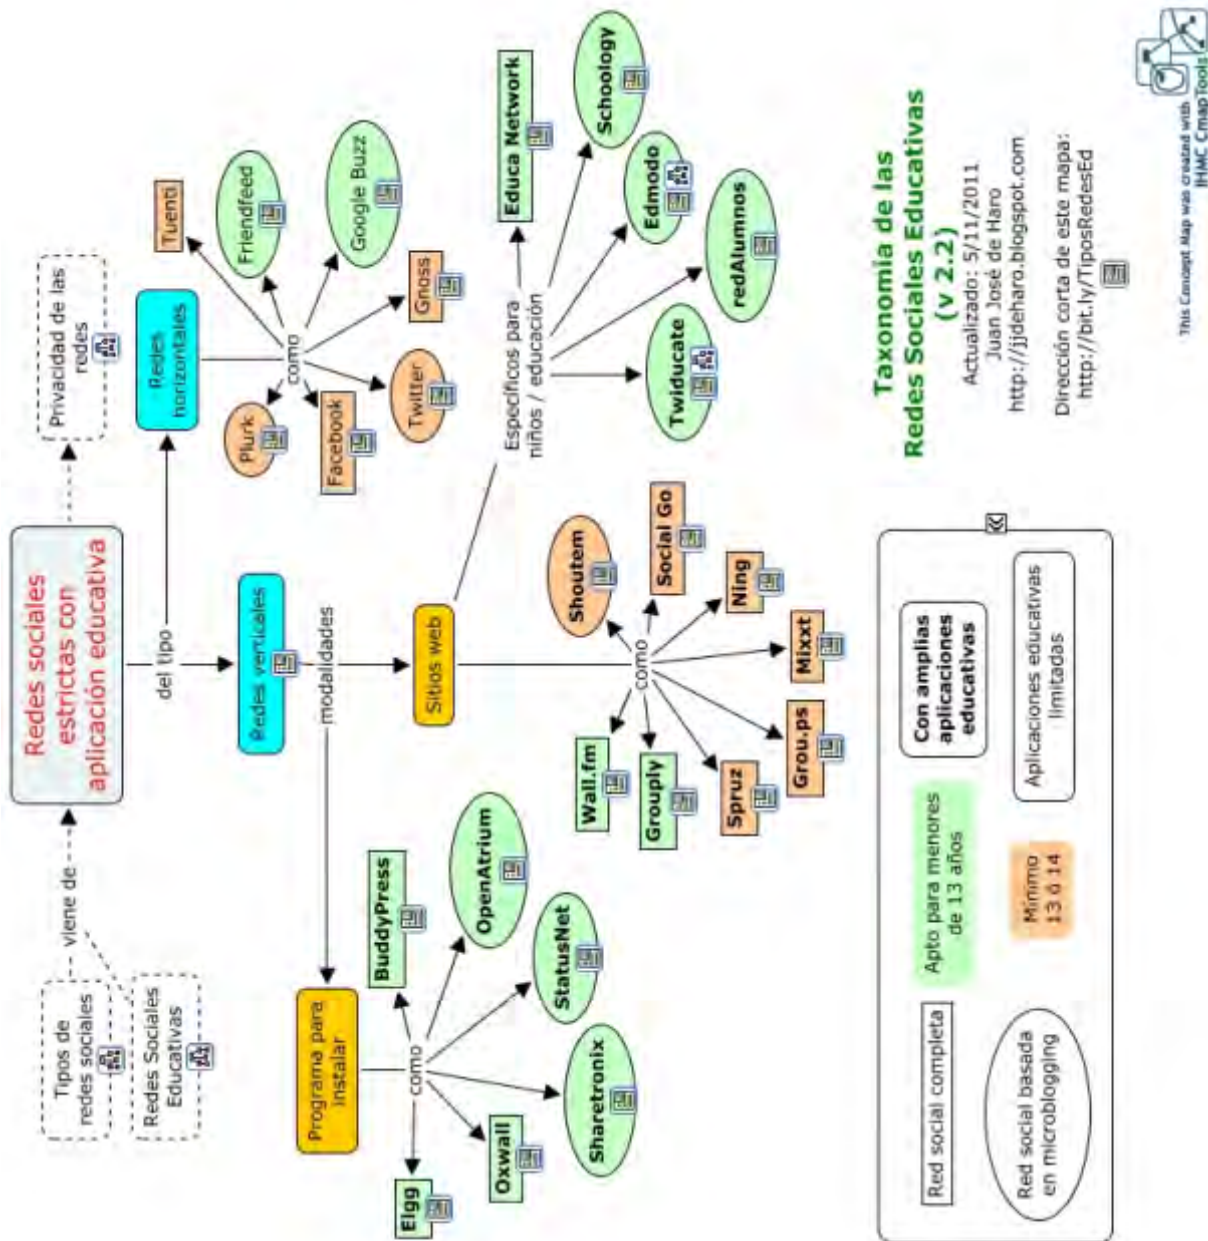 Redes sociales
estrictas con
aplicación educativa
Tipos de
redes sociales
viene de
Redes Sociales
Educativas
Privacidad de las
redes
del tipo
Redes verticales
Redes
horizontales
como
Tuenti
Friendfeed
Google Buzz
Gnoss
Twitter
Facebook
Plurk
modalidades
Programa para
instalar
como
BuddyPress
OpenAtrium
StatusNet
Sharetronix
Oxwall
Elgg
Sitios web
como
Shoutem
Social Go
Ning
Mixxt
Grou.ps
Spruz
Grouply
Wall.fm
Específicos para
niños / educación
Educa Network
Schoology
Edmodo
redAlumnos
Twiducate
Red social completa
Apto para menores
de 13 años
Con amplias
aplicaciones
educativas
Red social basada
en microblogging
Mínimo
13 ó 14
Aplicaciones educativas
limitadas
Taxonomía de las
Redes Sociales Educativas
(v 2.2)
Actualizado: 5/11/2011
Juan José de Haro
http://jjdeharo.blogspot.com
Dirección corta de este mapa:
http://bit.ly/TiposRedesEd
This Concept Map was created with
IHMC CmapTools